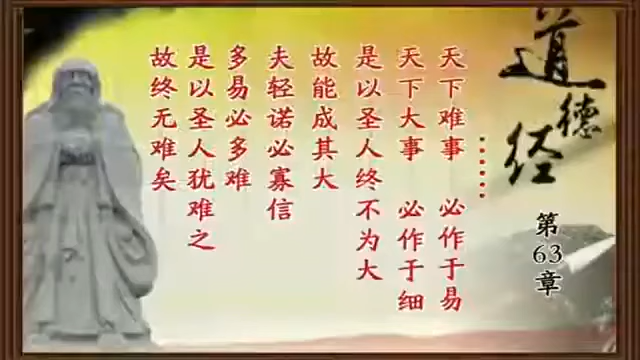 道德经
第63章
……
天下难事 必作于易
天下大事 必作于细
是以圣人终不为大
故能成其大
夫轻诺必寡信
多易必多难
是以圣人犹难之
故终无难矣